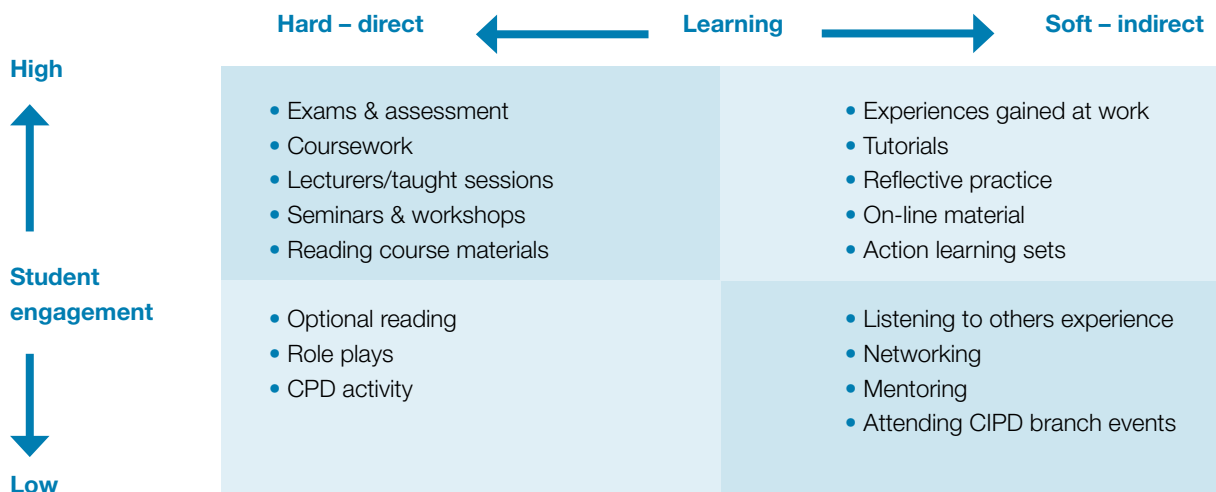 Hard – direct
Learning
Soft – indirect
High
• Exams & assessment
• Coursework
• Lecturers/taught sessions
• Seminars & workshops
• Reading course materials
• Experiences gained at work
• Tutorials
• Reflective practice
• On-line material
• Action learning sets
Student
engagement
• Optional reading
• Role plays
• CPD activity
• Listening to others experience
• Networking
• Mentoring
• Attending CIPD branch events
Low